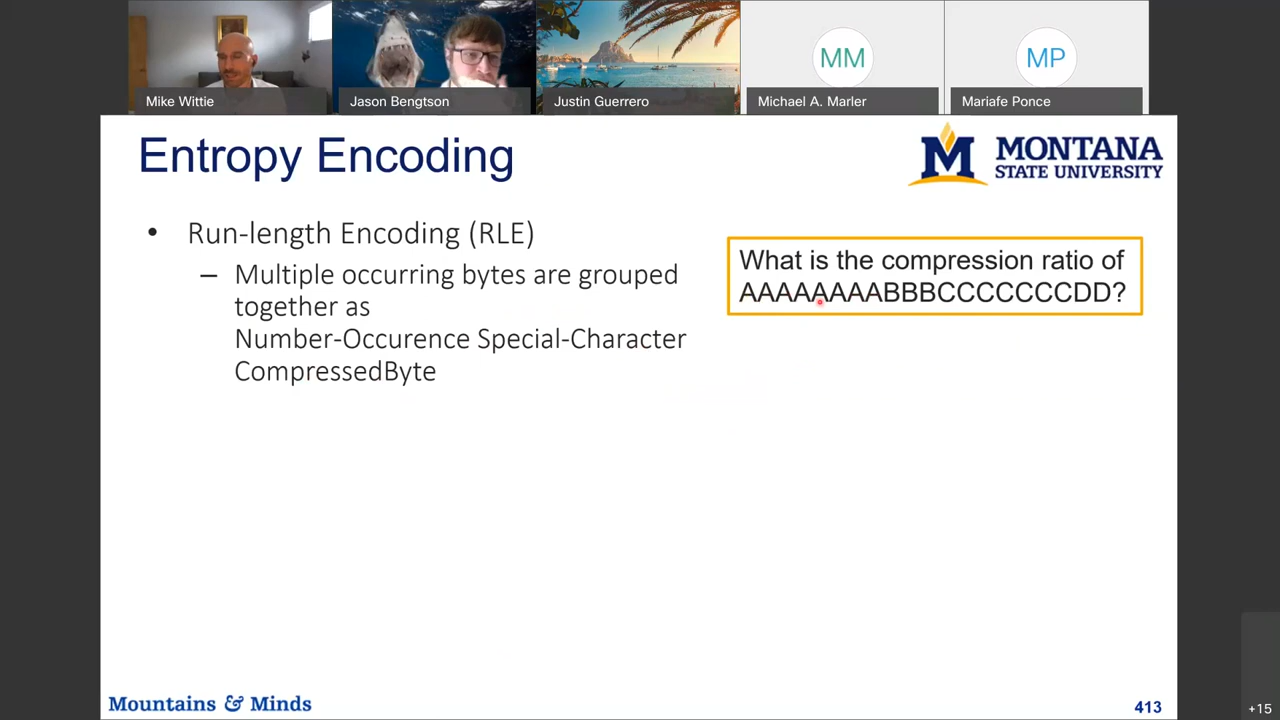 Mike Wittie
Jason Bengtson
Justin Guerrero
MM
Michael A. Marler
MP
Mariafe Ponce
Entropy Encoding
MONTANA
STATE UNIVERSITY
• Run-length Encoding (RLE)
– Multiple occurring bytes are grouped
together as
Number-Occurence Special-Character
CompressedByte
What is the compression ratio of
AAAAAAAABBBCCCCCCCDD?
Mountains & Minds
413
+15